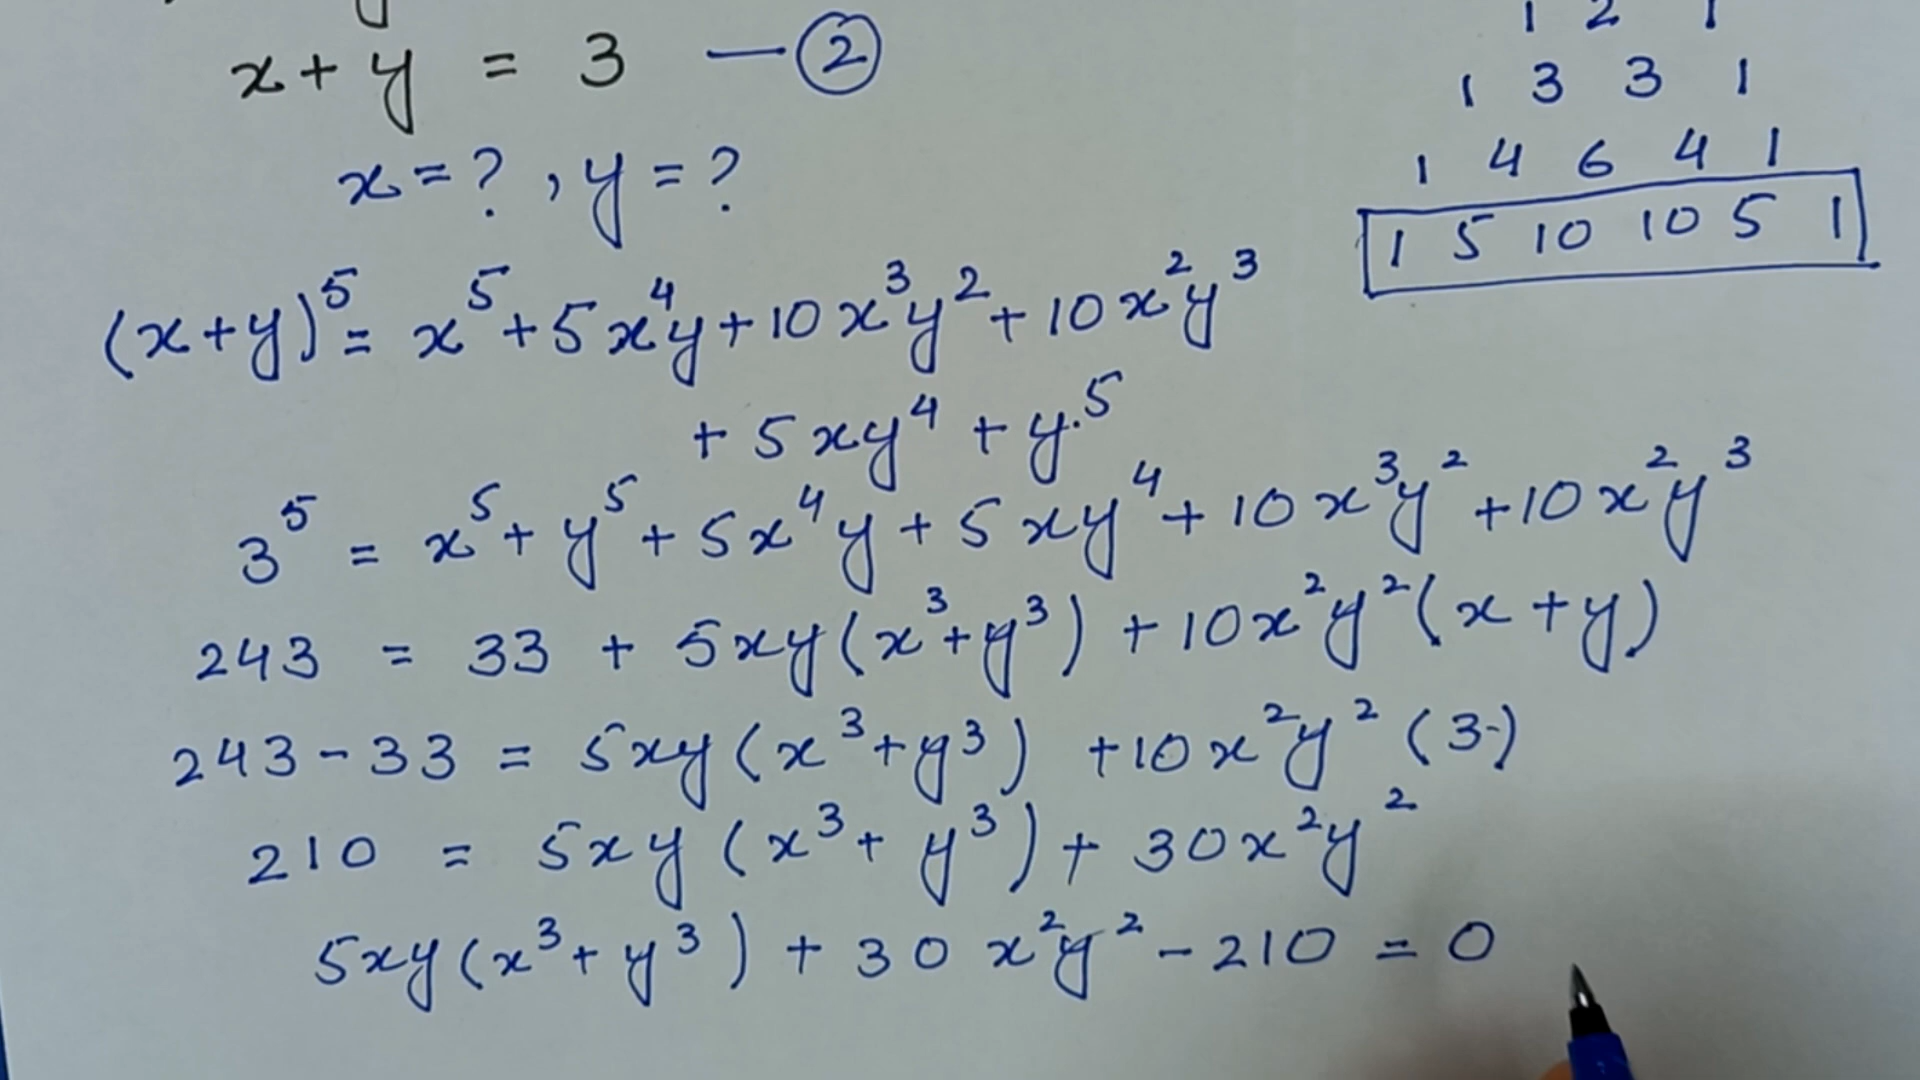 x + y = 3 — ②
x = ? , y = ?
1 2 1
1 3 3 1
1 4 6 4 1
1 5 10 10 5 1
(x+y)⁵ = x⁵ + 5x⁴y + 10x³y² + 10x²y³
+ 5xy⁴ + y⁵
3⁵ = x⁵ + y⁵ + 5x⁴y + 5xy⁴ + 10x³y² + 10x²y³
243 = 33 + 5xy(x³+y³) + 10x²y²(x+y)
243 - 33 = 5xy(x³+y³) + 10x²y²(3)
210 = 5xy(x³+y³) + 30x²y²
5xy(x³+y³) + 30x²y² - 210 = 0